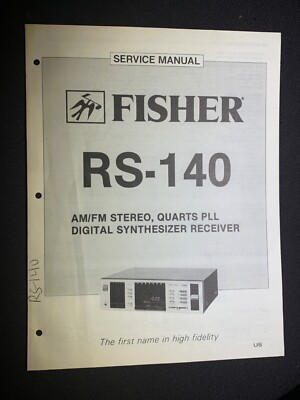 SERVICE MANUAL
FISHER
RS-140
AM/FM STEREO, QUARTS PLL
DIGITAL SYNTHESIZER RECEIVER
RS-140
The first name in high fidelity
US